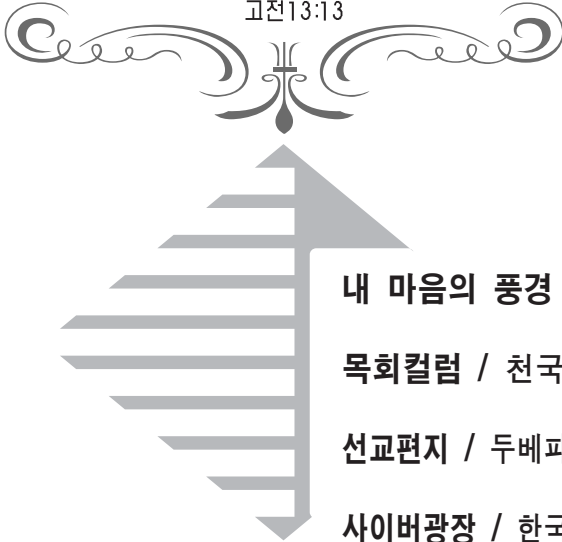 고전13:13
내 마음의 풍경
목회컬럼 / 천국
선교편지 / 두베
사이버광장 / 한국